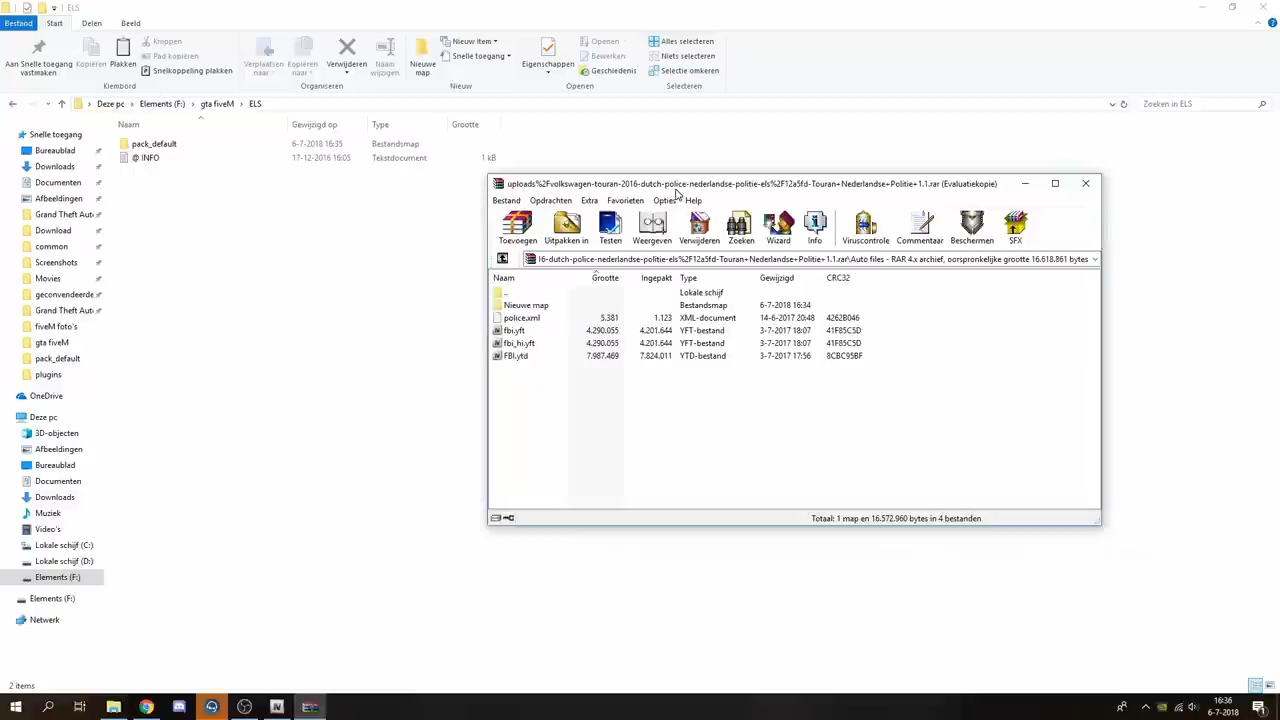 ELS
Bestand Start Delen Beeld
Aan Snelle toegang vastmaken
Kopiëren
Plakken
Knippen
Pad kopiëren
Snelkoppeling plakken
Klembord
Verplaatsen naar
Kopiëren naar
Verwijderen
Naam wijzigen
Organiseren
Nieuwe map
Nieuw item
Snelle toegang
Nieuw
Eigenschappen
Openen
Bewerken
Geschiedenis
Openen
Alles selecteren
Niets selecteren
Selectie omkeren
Selecteren
Deze pc > Elements (F:) > gta fiveM > ELS
Zoeken in ELS
Naam Gewijzigd op Type Grootte
pack_default 6-7-2018 16:35 Bestandsmap
@ INFO 17-12-2016 16:05 Tekstdocument 1 kB
Snelle toegang
Bureaublad
Downloads
Documenten
Afbeeldingen
Grand Theft Auto
Download
common
Screenshots
Movies
geconvendeerde
Grand Theft Auto
fiveM foto's
gta fiveM
pack_default
plugins
OneDrive
Deze pc
3D-objecten
Afbeeldingen
Bureaublad
Documenten
Downloads
Muziek
Video's
Lokale schijf (C:)
Lokale schijf (D:)
Elements (F:)
Elements (F:)
Netwerk
2 items
uploads%2Fvolkswagen-touran-2016-dutch-police-nederlandse-politie-els%2F12a5fd-Touran+Nederlandse+Politie+1.1.rar (Evaluatiekopie)
Bestand Opdrachten Extra Favorieten Opties Help
Toevoegen Uitpakken in Testen Weergeven Verwijderen Zoeken Wizard Info Viruscontrole Commentaar Beschermen SFX
16-dutch-police-nederlandse-politie-els%2F12a5fd-Touran+Nederlandse+Politie+1.1.rar\Auto files - RAR 4.x archief, oorspronkelijke grootte 16.618.861 bytes
Naam Grootte Ingepakt Type Gewijzigd CRC32
.. Lokale schijf
Nieuwe map Bestandsmap 6-7-2018 16:34
police.xml 5.381 1.123 XML-document 14-6-2017 20:48 4262B046
fbi.yft 4.290.055 4.201.644 YFT-bestand 3-7-2017 18:07 41F85C5D
fbi_hi.yft 4.290.055 4.201.644 YFT-bestand 3-7-2017 18:07 41F85C5D
FBI.ytd 7.987.469 7.824.011 YTD-bestand 3-7-2017 17:56 8CBC95BF
Totaal: 1 map en 16.572.960 bytes in 4 bestanden
16:36
6-7-2018